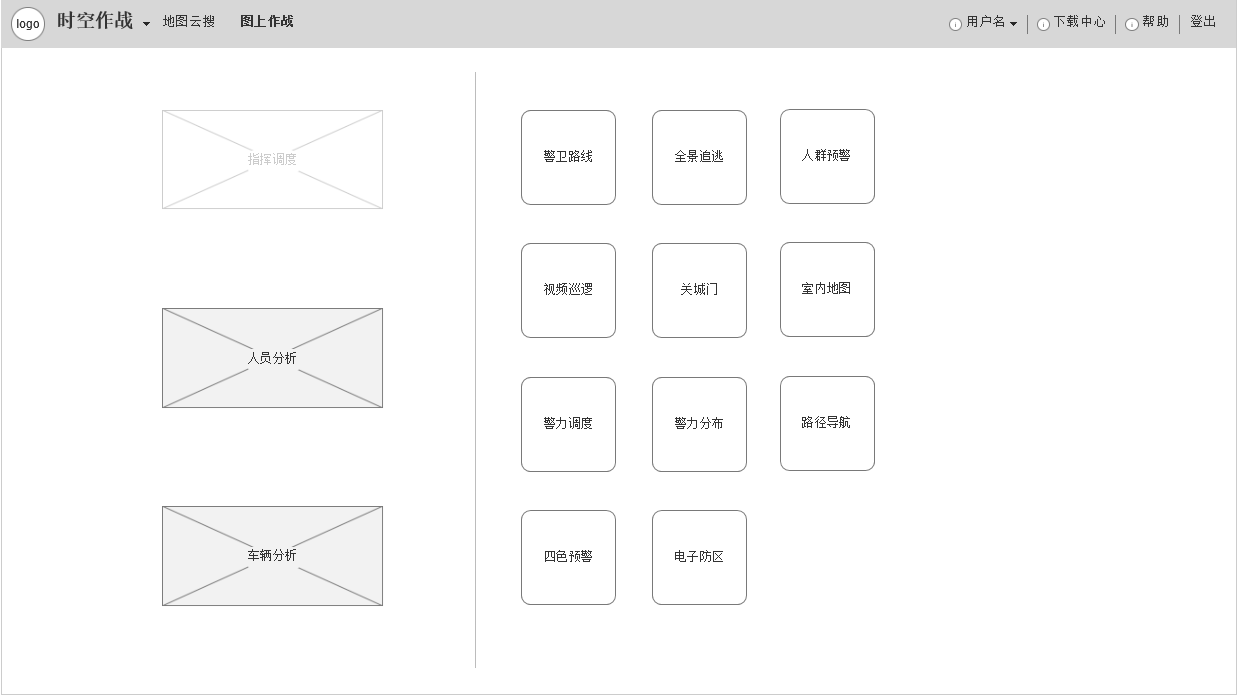 logo 时空作战 地图云搜 图上作战 用户名 下载中心 帮助 登出
指挥调度
人员分析
车辆分析
警卫路线 全景追逃 人群预警
视频巡逻 关城门 室内地图
警力调度 警力分布 路径导航
四色预警 电子防区